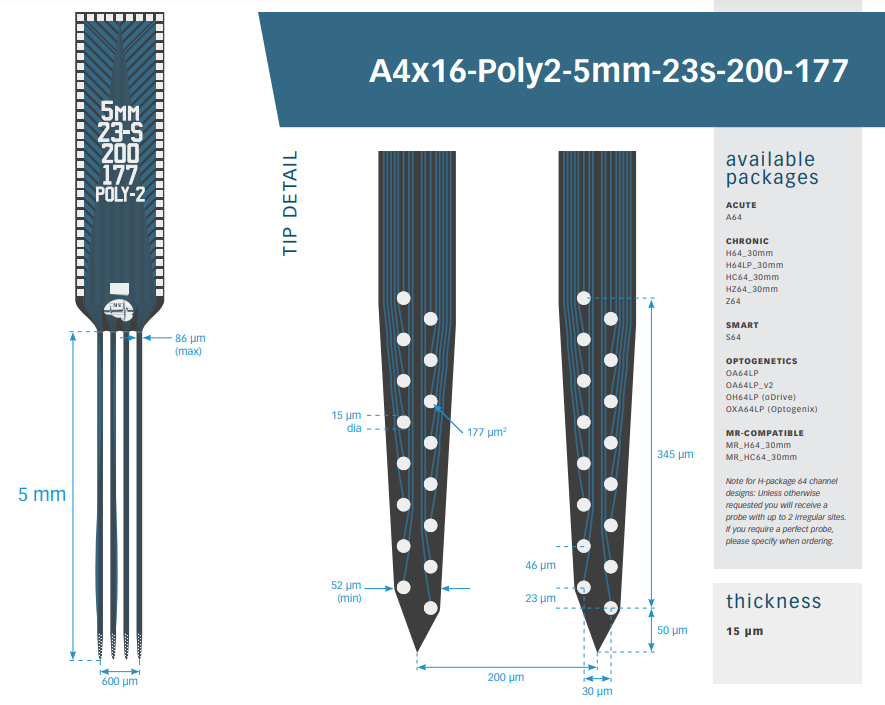 A4x16-Poly2-5mm-23s-200-177
5MM
23-S
200
177
POLY-2
86 µm
(max)
5 mm
600 µm
TIP DETAIL
15 µm
dia
177 µm²
52 µm
(min)
345 µm
46 µm
23 µm
50 µm
200 µm
30 µm
available
packages
ACUTE
A64
CHRONIC
H64_30mm
H64LP_30mm
HC64_30mm
HZ64_30mm
Z64
SMART
S64
OPTOGENETICS
OA64LP
OA64LP_v2
OH64LP (oDrive)
OXA64LP (Optogenix)
MR-COMPATIBLE
MR_H64_30mm
MR_HC64_30mm
Note for H-package 64 channel
designs: Unless otherwise
requested you will receive a
probe with up to 2 irregular sites.
If you require a perfect probe,
please specify when ordering.
thickness
15 µm